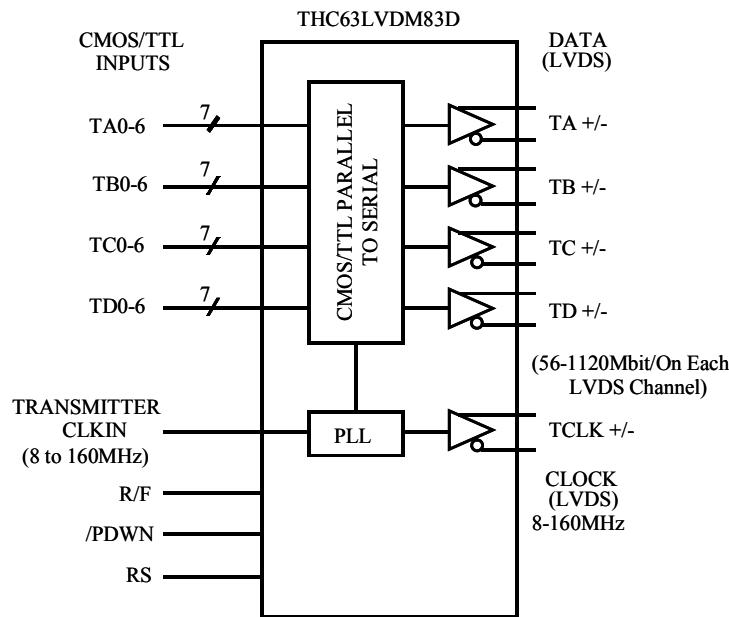 THC63LVDM83D
CMOS/TTL
INPUTS
DATA
(LVDS)
TA0-6
7
TA +/-
TB0-6
7
TB +/-
TC0-6
7
TC +/-
TD0-6
7
TD +/-
CMOS/TTL PARALLEL
TO SERIAL
(56-1120Mbit/On Each
LVDS Channel)
TRANSMITTER
CLKIN
(8 to 160MHz)
PLL
TCLK +/-
CLOCK
(LVDS)
8-160MHz
R/F
/PDWN
RS